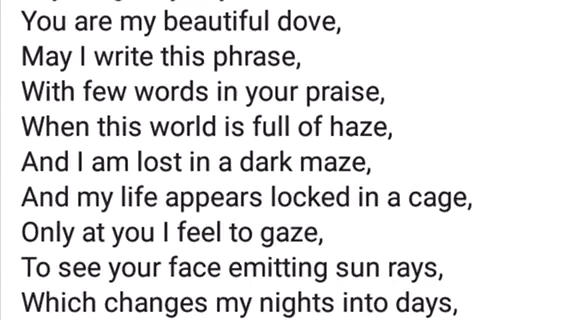 You are my beautiful dove,
May I write this phrase,
With few words in your praise,
When this world is full of haze,
And I am lost in a dark maze,
And my life appears locked in a cage,
Only at you I feel to gaze,
To see your face emitting sun rays,
Which changes my nights into days,